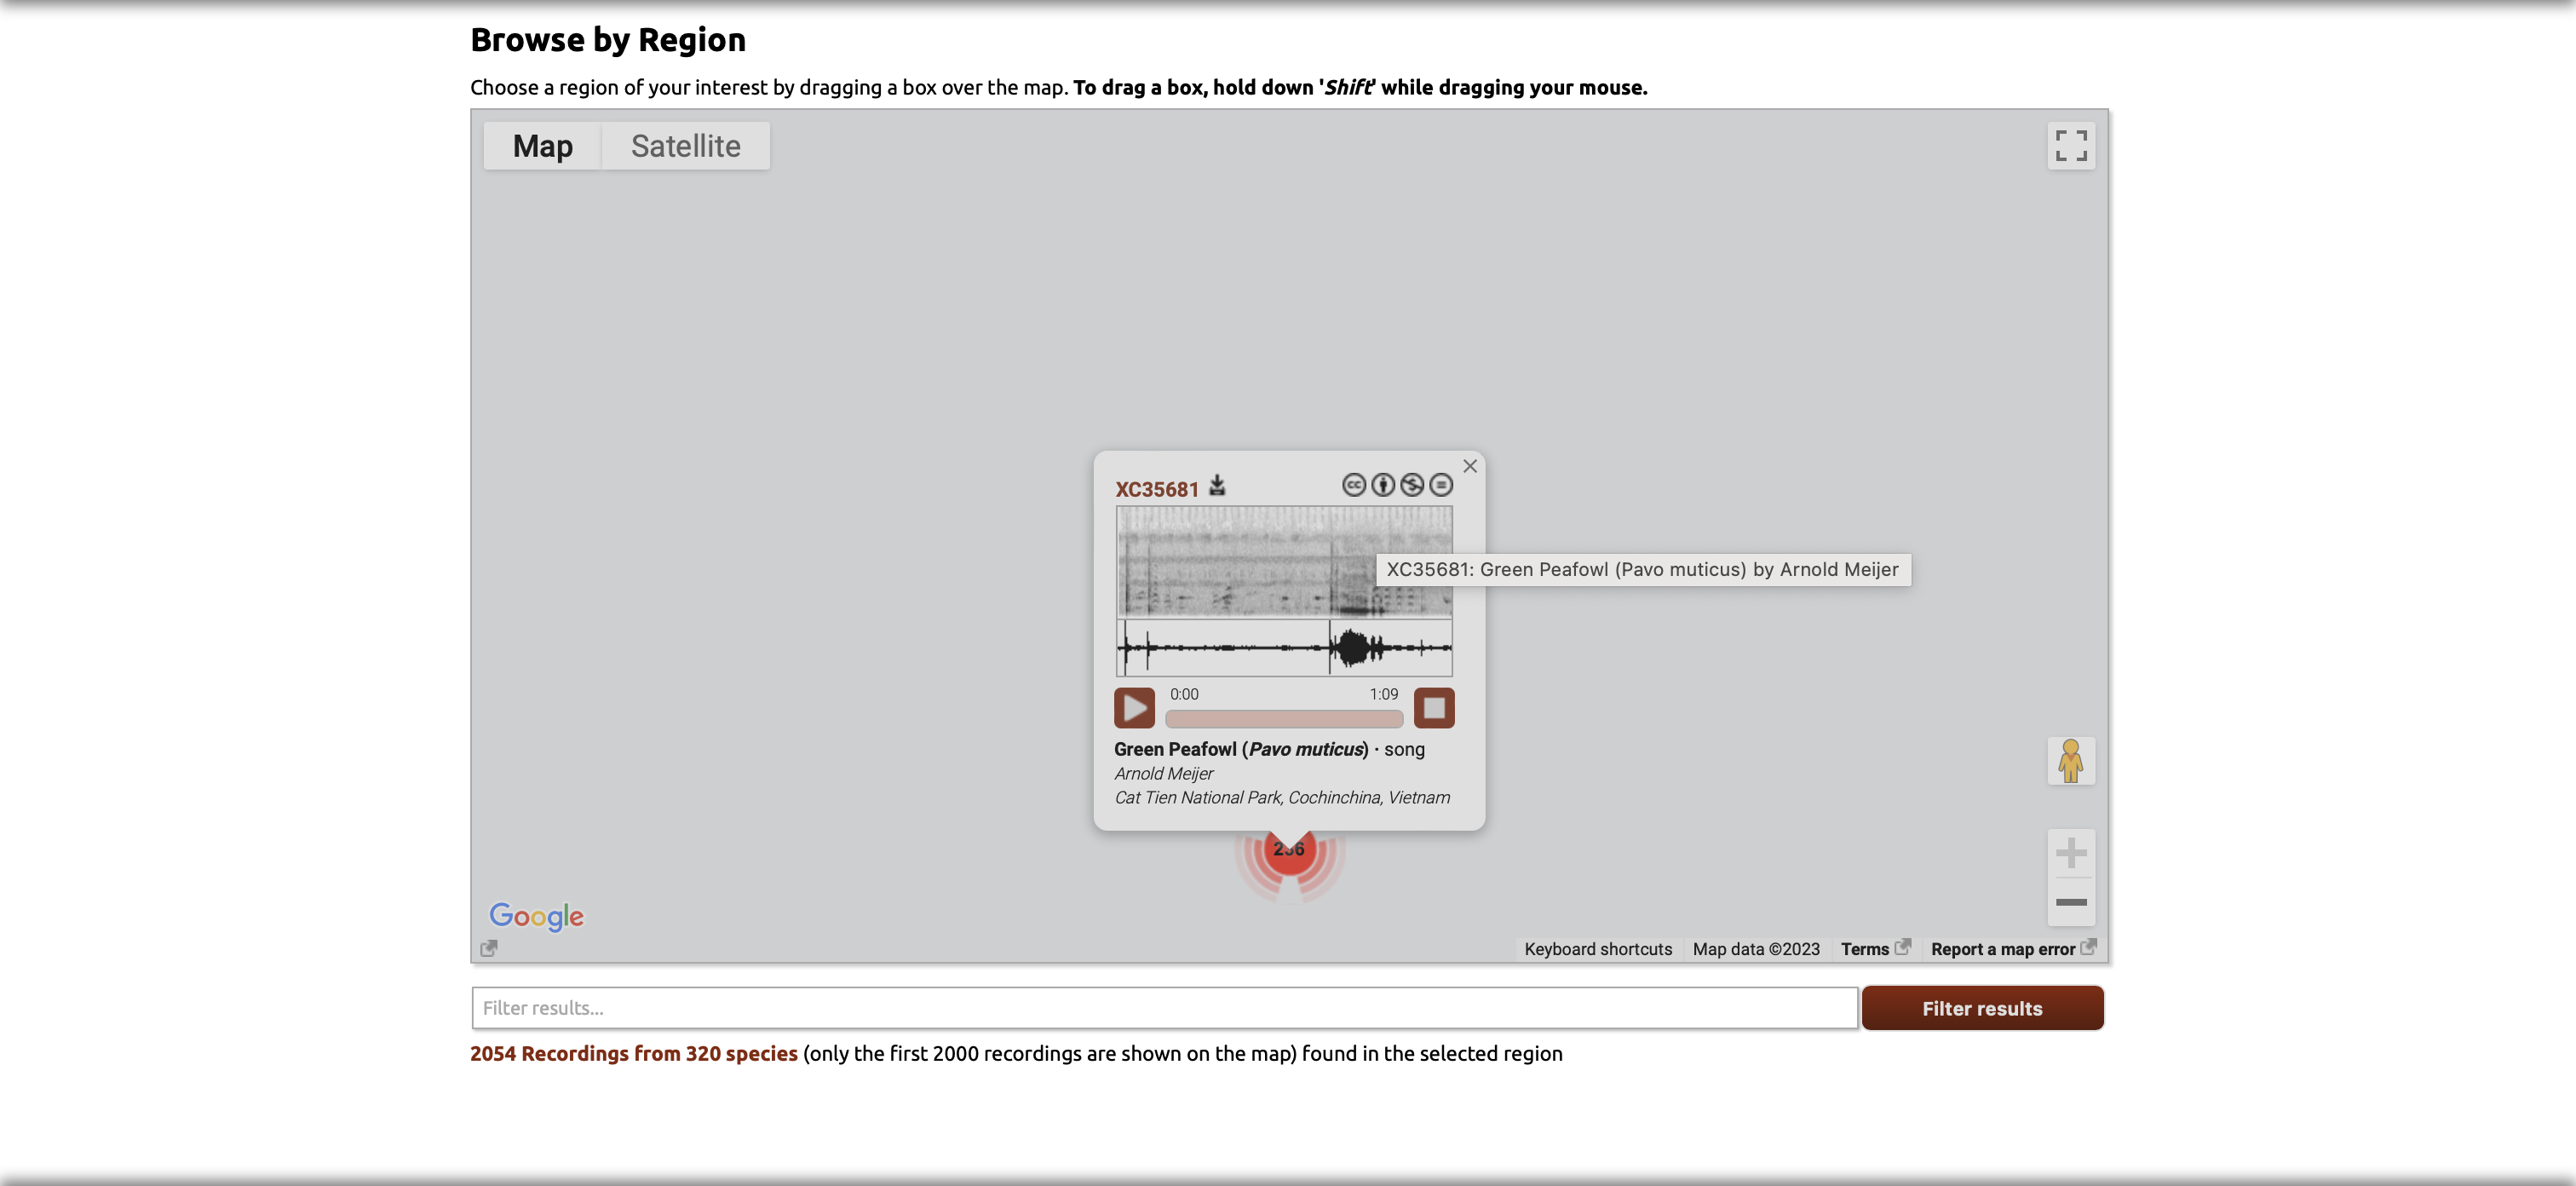 Browse by Region
Choose a region of your interest by dragging a box over the map. To drag a box, hold down 'Shift' while dragging your mouse.
Map
Satellite
XC35681
XC35681: Green Peafowl (Pavo muticus) by Arnold Meijer
0:00
1:09
Green Peafowl (Pavo muticus) · song
Arnold Meijer
Cat Tien National Park, Cochinchina, Vietnam
Google
Keyboard shortcuts
Map data ©2023
Terms
Report a map error
Filter results...
Filter results
2054 Recordings from 320 species (only the first 2000 recordings are shown on the map) found in the selected region